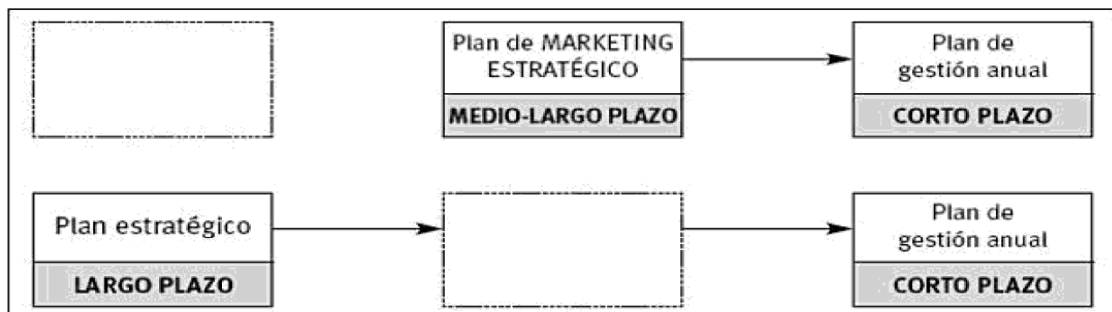 Plan de MARKETING
ESTRATÉGICO
MEDIO-LARGO PLAZO
Plan de
gestión anual
CORTO PLAZO
Plan estratégico
LARGO PLAZO
Plan de
gestión anual
CORTO PLAZO